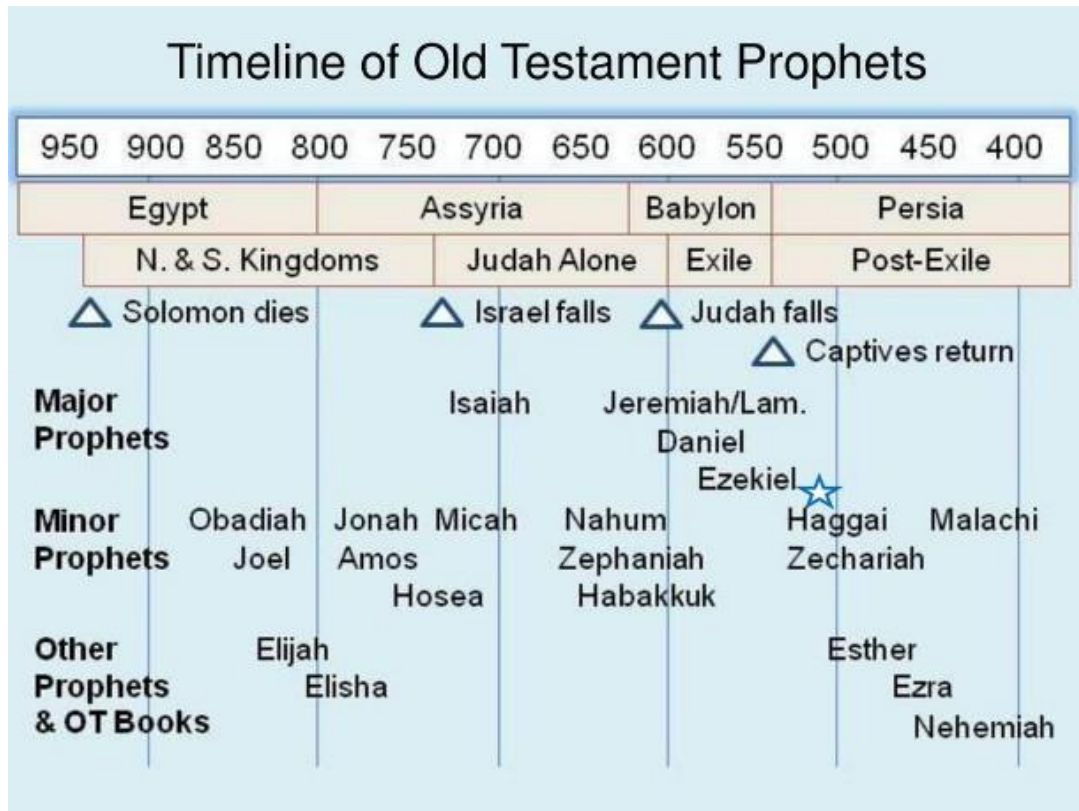 Timeline of Old Testament Prophets
950 900 850 800 750 700 650 600 550 500 450 400
Egypt Assyria Babylon Persia
N. & S. Kingdoms Judah Alone Exile Post-Exile
Solomon dies Israel falls Judah falls
Captives return
Major Isaiah Jeremiah/Lam.
Prophets Daniel
Ezekiel
Minor Obadiah Jonah Micah Nahum Haggai Malachi
Prophets Joel Amos Zephaniah Zechariah
Hosea Habakkuk
Other Elijah Esther
Prophets Elisha Ezra
& OT Books Nehemiah